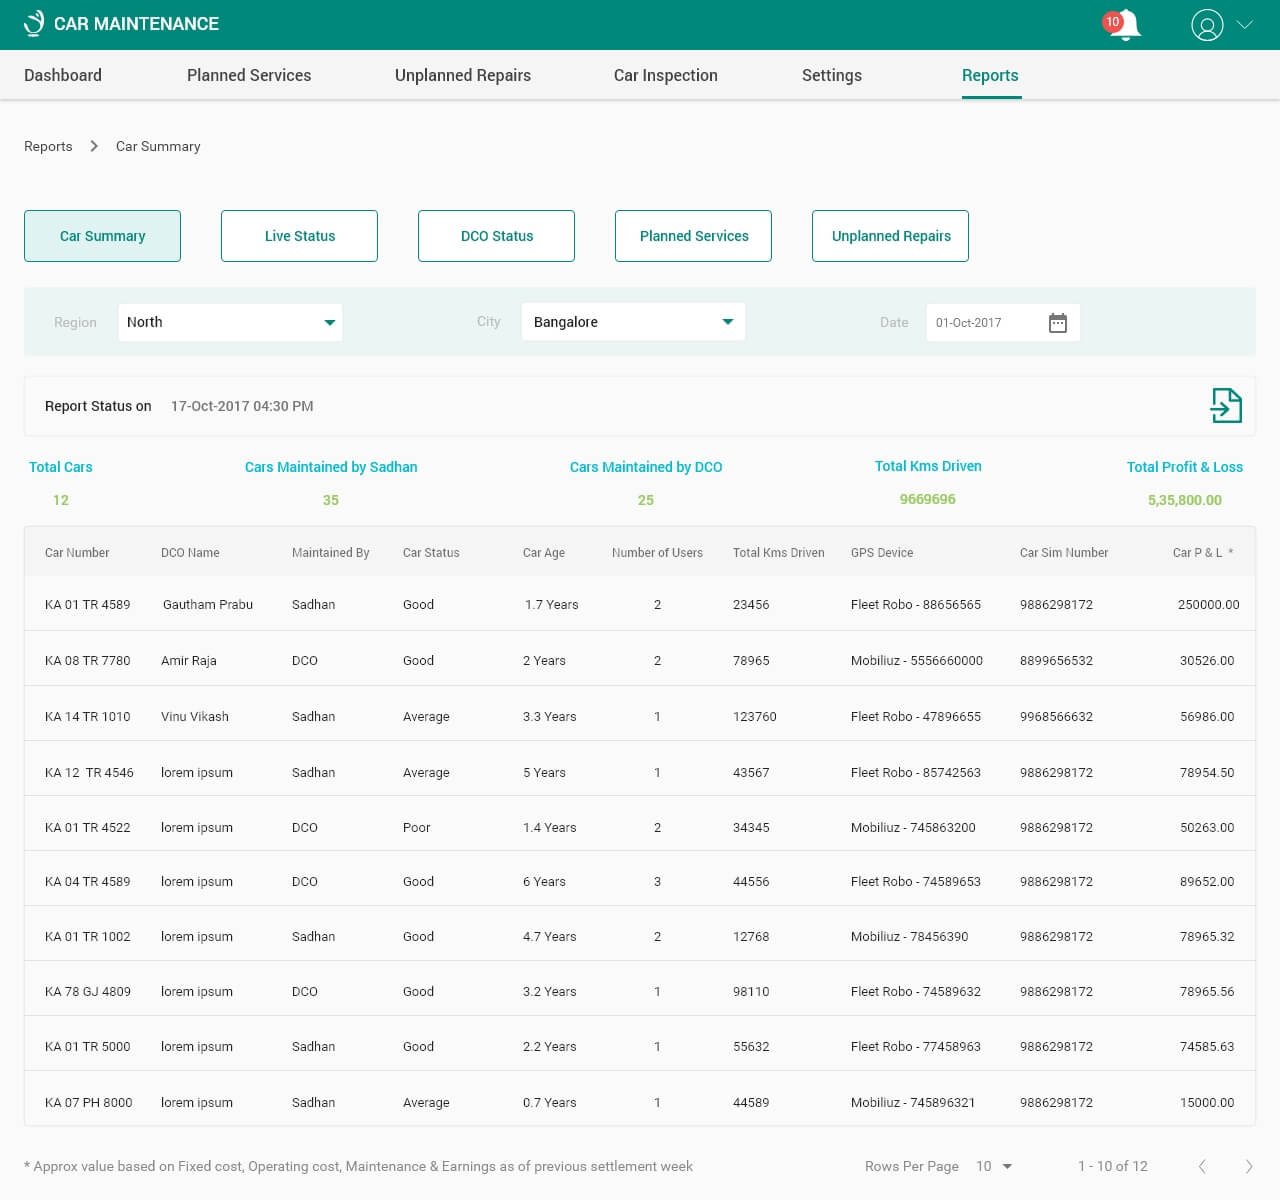 CAR MAINTENANCE 10
Dashboard Planned Services Unplanned Repairs Car Inspection Settings Reports
Reports > Car Summary
Car Summary Live Status DCO Status Planned Services Unplanned Repairs
Region North City Bangalore Date 01-Oct-2017
Report Status on 17-Oct-2017 04:30 PM
Total Cars Cars Maintained by Sadhan Cars Maintained by DCO Total Kms Driven Total Profit & Loss
12 35 25 9669696 5,35,800.00
Car Number DCO Name Maintained By Car Status Car Age Number of Users Total Kms Driven GPS Device Car Sim Number Car P & L *
KA 01 TR 4589 Gautham Prabu Sadhan Good 1.7 Years 2 23456 Fleet Robo - 88656565 9886298172 250000.00
KA 08 TR 7780 Amir Raja DCO Good 2 Years 2 78965 Mobiliuz - 5556660000 8899656532 30526.00
KA 14 TR 1010 Vinu Vikash Sadhan Average 3.3 Years 1 123760 Fleet Robo - 47896655 9968566632 56986.00
KA 12 TR 4546 lorem ipsum Sadhan Average 5 Years 1 43567 Fleet Robo - 85742563 9886298172 78954.50
KA 01 TR 4522 lorem ipsum DCO Poor 1.4 Years 2 34345 Mobiliuz - 745863200 9886298172 50263.00
KA 04 TR 4589 lorem ipsum DCO Good 6 Years 3 44556 Fleet Robo - 74589653 9886298172 89652.00
KA 01 TR 1002 lorem ipsum Sadhan Good 4.7 Years 2 12768 Mobiliuz - 78456390 9886298172 78965.32
KA 78 GJ 4809 lorem ipsum DCO Good 3.2 Years 1 98110 Fleet Robo - 74589632 9886298172 78965.56
KA 01 TR 5000 lorem ipsum Sadhan Good 2.2 Years 1 55632 Fleet Robo - 77458963 9886298172 74585.63
KA 07 PH 8000 lorem ipsum Sadhan Average 0.7 Years 1 44589 Mobiliuz - 745896321 9886298172 15000.00
* Approx value based on Fixed cost, Operating cost, Maintenance & Earnings as of previous settlement week Rows Per Page 10 1 - 10 of 12